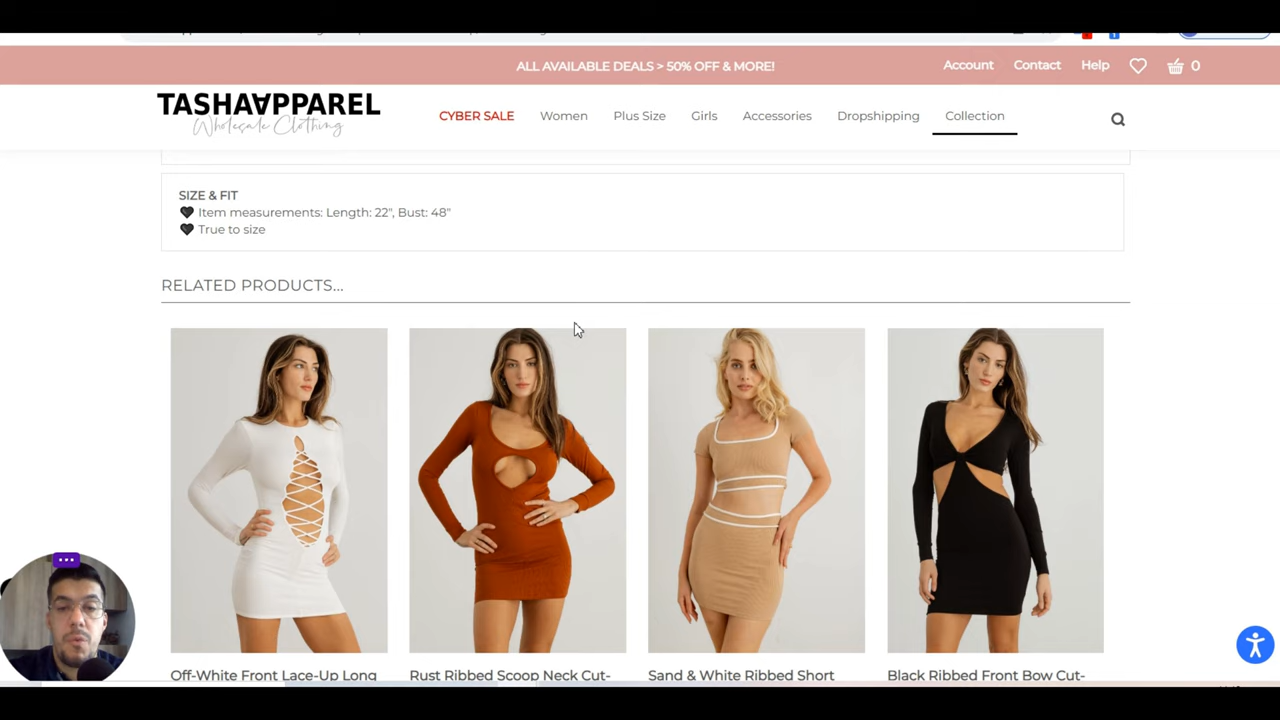 ALL AVAILABLE DEALS > 50% OFF & MORE!
Account Contact Help 0
TASHAAPPAREL
Wholesale Clothing
CYBER SALE Women Plus Size Girls Accessories Dropshipping Collection
SIZE & FIT
🖤 Item measurements: Length: 22", Bust: 48"
🖤 True to size
RELATED PRODUCTS...
Off-White Front Lace-Up Long
Rust Ribbed Scoop Neck Cut-
Sand & White Ribbed Short
Black Ribbed Front Bow Cut-